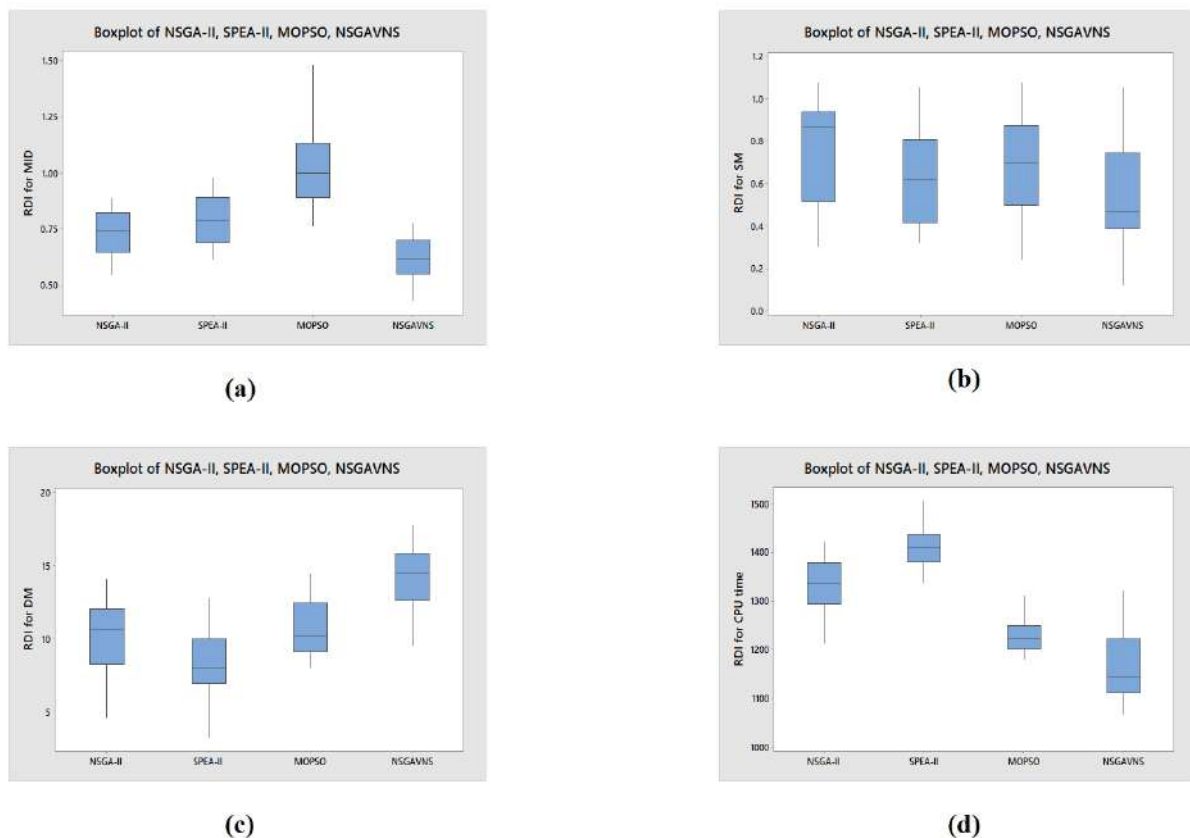 Boxplot of NSGA-II, SPEA-II, MOPSO, NSGAVNS
1.50
1.25
1.00
0.75
0.50
RDI for MID
NSGA-II SPEA-II MOPSO NSGAVNS
(a)
Boxplot of NSGA-II, SPEA-II, MOPSO, NSGAVNS
1.2
1.0
0.8
0.6
0.4
0.2
0.0
RDI for SM
NSGA-II SPEA-II MOPSO NSGAVNS
(b)
Boxplot of NSGA-II, SPEA-II, MOPSO, NSGAVNS
20
15
10
5
RDI for DM
NSGA-II SPEA-II MOPSO NSGAVNS
(c)
Boxplot of NSGA-II, SPEA-II, MOPSO, NSGAVNS
1500
1400
1300
1200
1100
1000
RDI for CPU time
NSGA-II SPEA-II MOPSO NSGAVNS
(d)